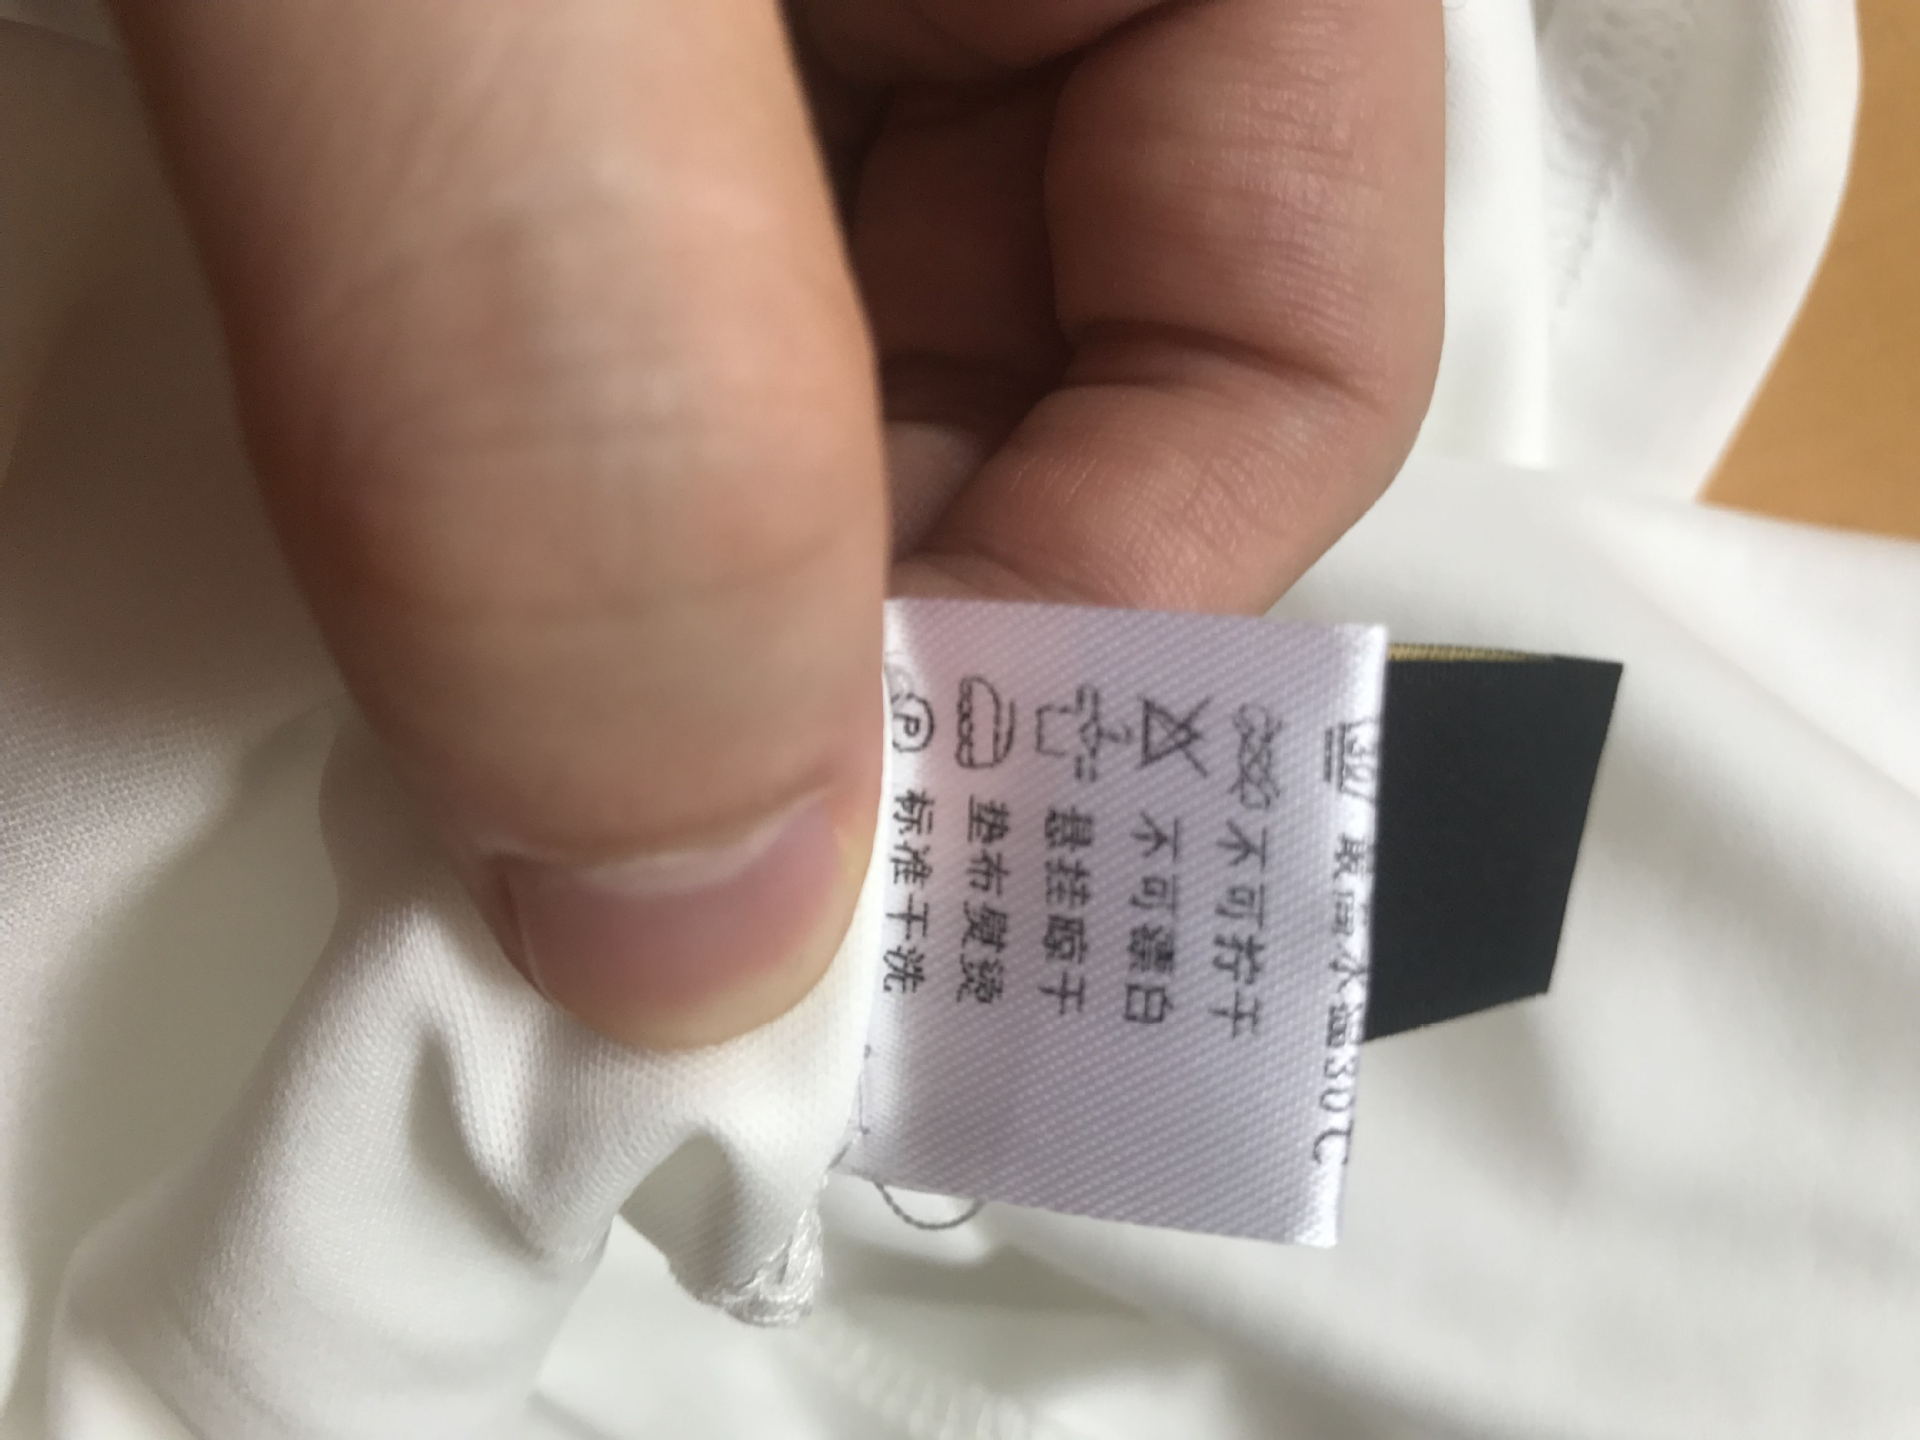 30 最高水温30℃
不可拧干
不可漂白
悬挂晾干
垫布熨烫
P 标准干洗